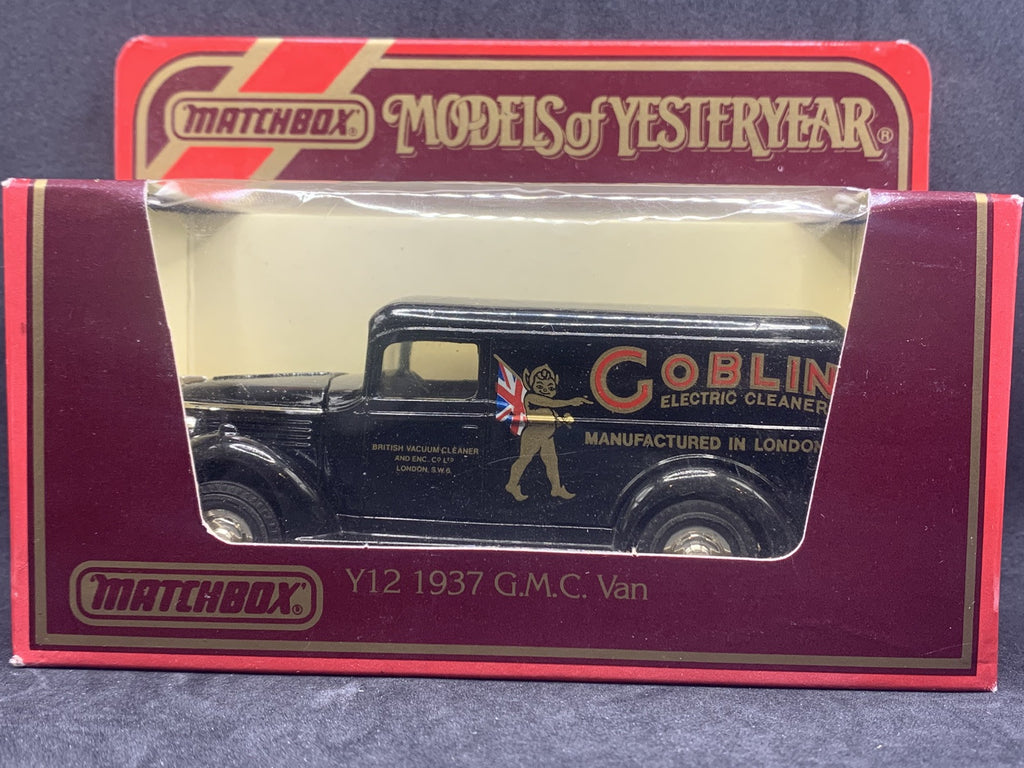 MATCHBOX®
MODELS of YESTERYEAR®
GOBLIN
ELECTRIC CLEANER
MANUFACTURED IN LONDON
BRITISH VACUUM CLEANER
AND ENG. CO LTD
LONDON, S.W.6.
MATCHBOX®
Y12 1937 G.M.C. Van